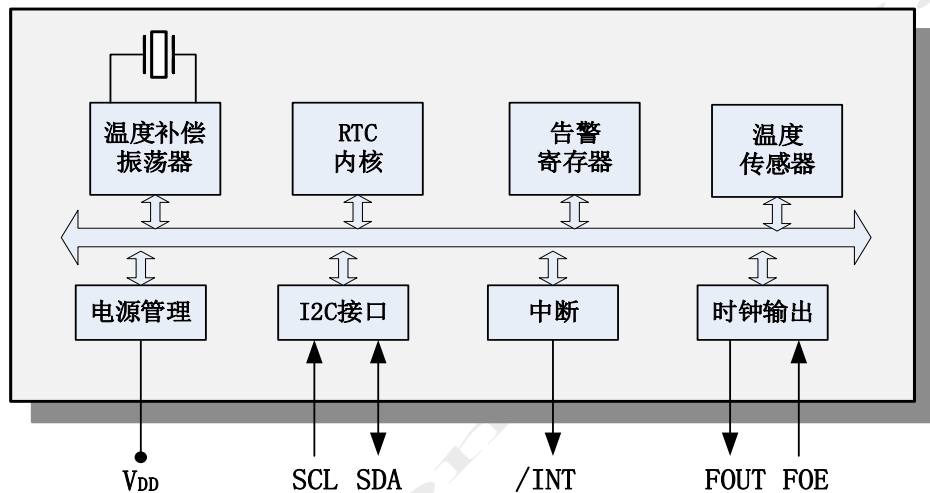 温度补偿
振荡器
RTC
内核
告警
寄存器
温度
传感器
电源管理
I2C接口
中断
时钟输出
VDD
SCL SDA
/INT
FOUT FOE